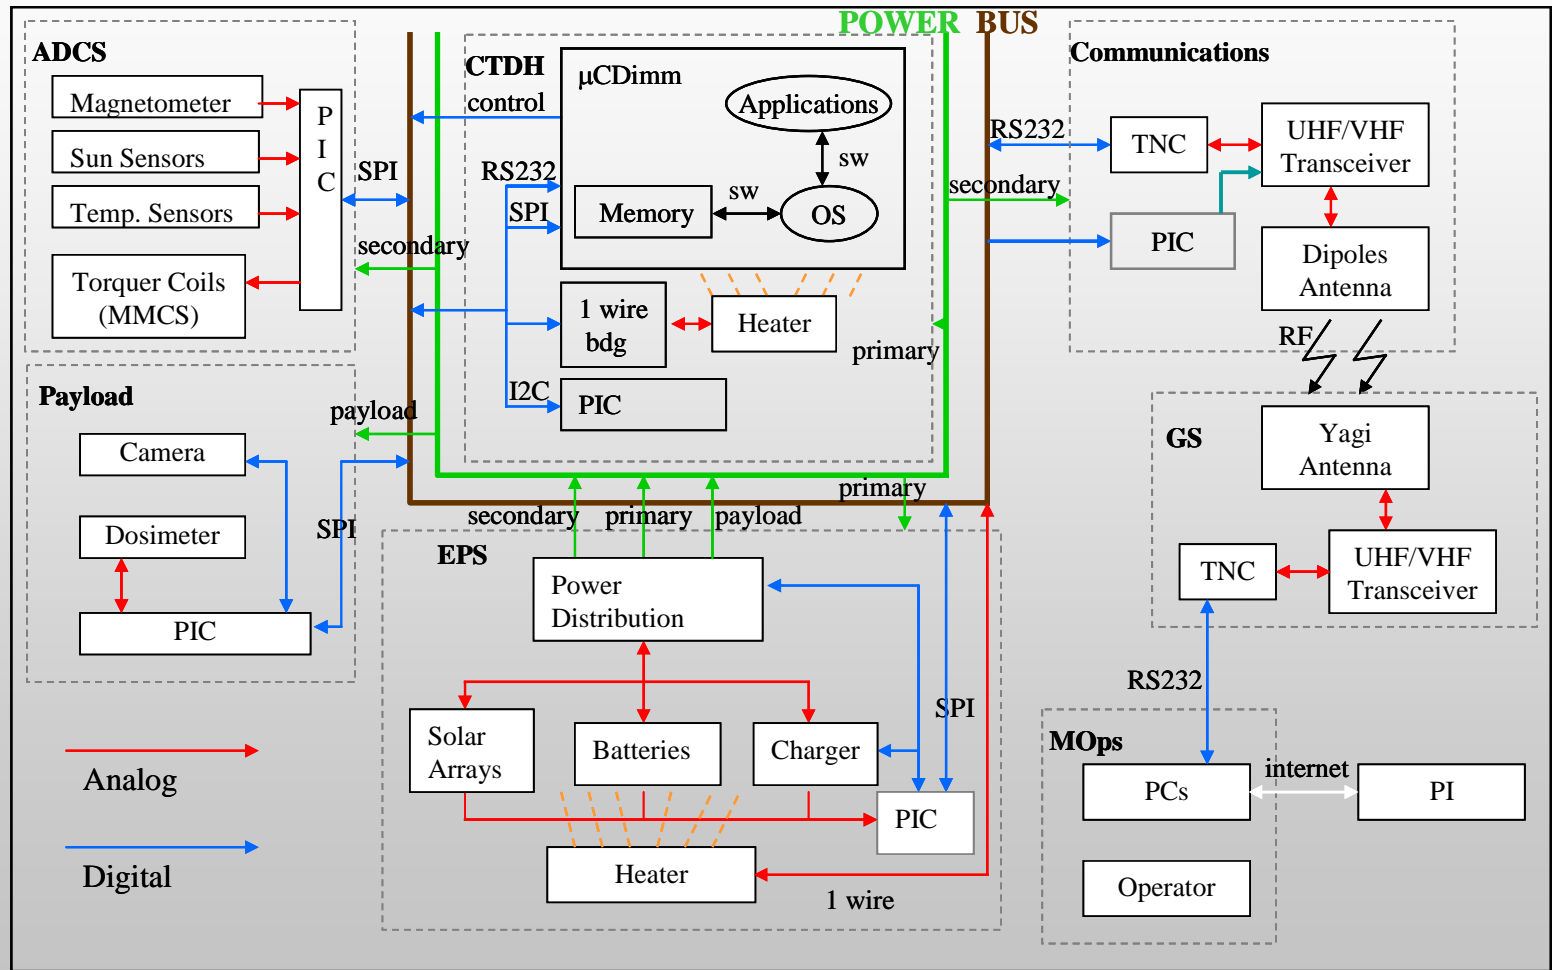 POWER BUS
ADCS
Magnetometer
Sun Sensors
Temp. Sensors
Torquer Coils
(MMCS)
P
I
C
SPI
secondary
CTDH
control
μCDimm
Applications
sw
RS232
SPI
Memory
sw
OS
1 wire
bdg
Heater
primary
I2C
PIC
Communications
RS232
TNC
UHF/VHF
Transceiver
secondary
PIC
Dipoles
Antenna
RF
Payload
payload
Camera
Dosimeter
SPI
PIC
GS
Yagi
Antenna
TNC
UHF/VHF
Transceiver
RS232
primary
secondary
primary
payload
EPS
Power
Distribution
SPI
Solar
Arrays
Batteries
Charger
PIC
Heater
1 wire
MOps
PCs
internet
PI
Operator
Analog
Digital